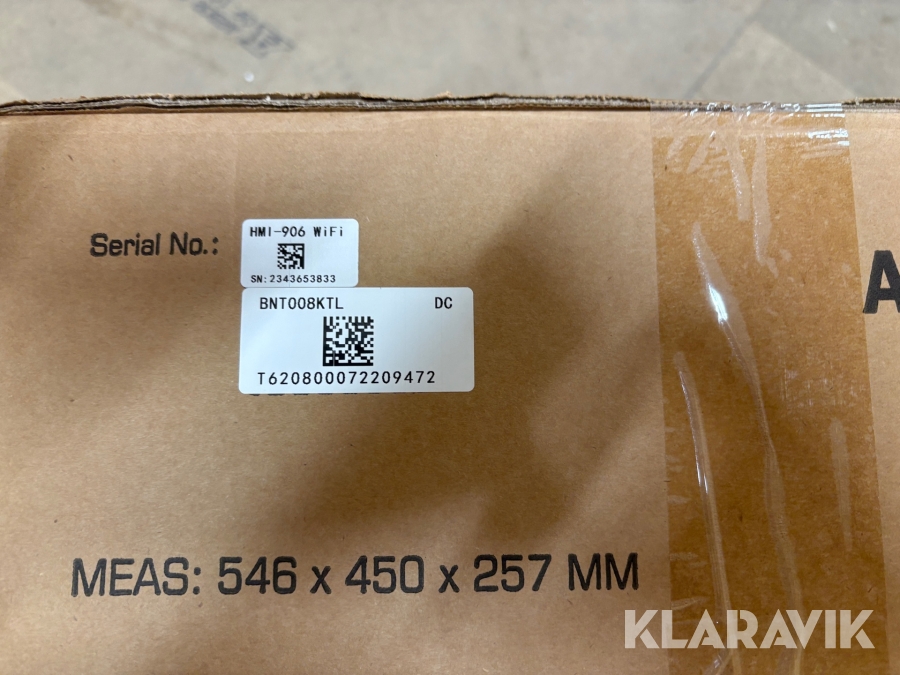 Serial No.:
HMI-906 WiFi
SN:2343653833
BNT008KTL DC
T620800072209472
A
MEAS: 546 x 450 x 257 MM
KLARAVIK